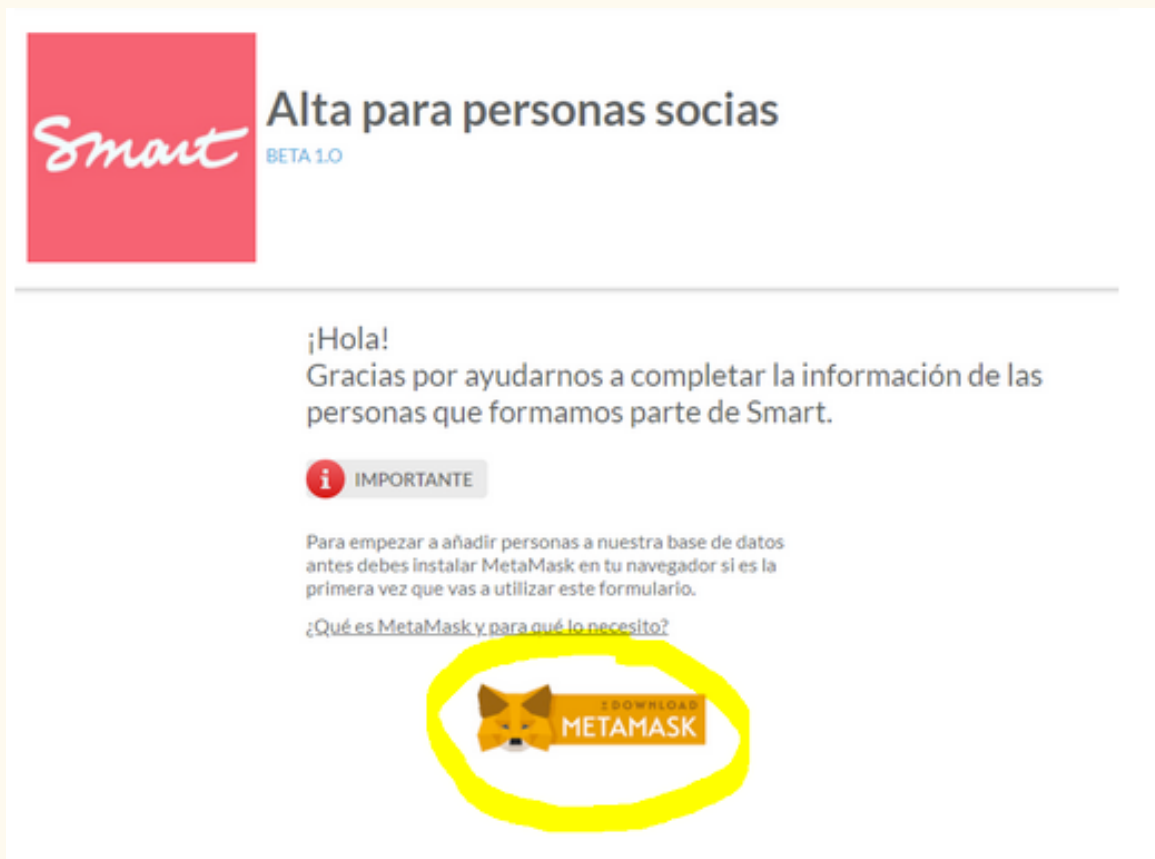 Smart
Alta para personas socias
BETA 1.0
¡Hola!
Gracias por ayudarnos a completar la información de las
personas que formamos parte de Smart.
i IMPORTANTE
Para empezar a añadir personas a nuestra base de datos
antes debes instalar MetaMask en tu navegador si es la
primera vez que vas a utilizar este formulario.
¿Qué es MetaMask y para qué lo necesito?
DOWNLOAD
METAMASK